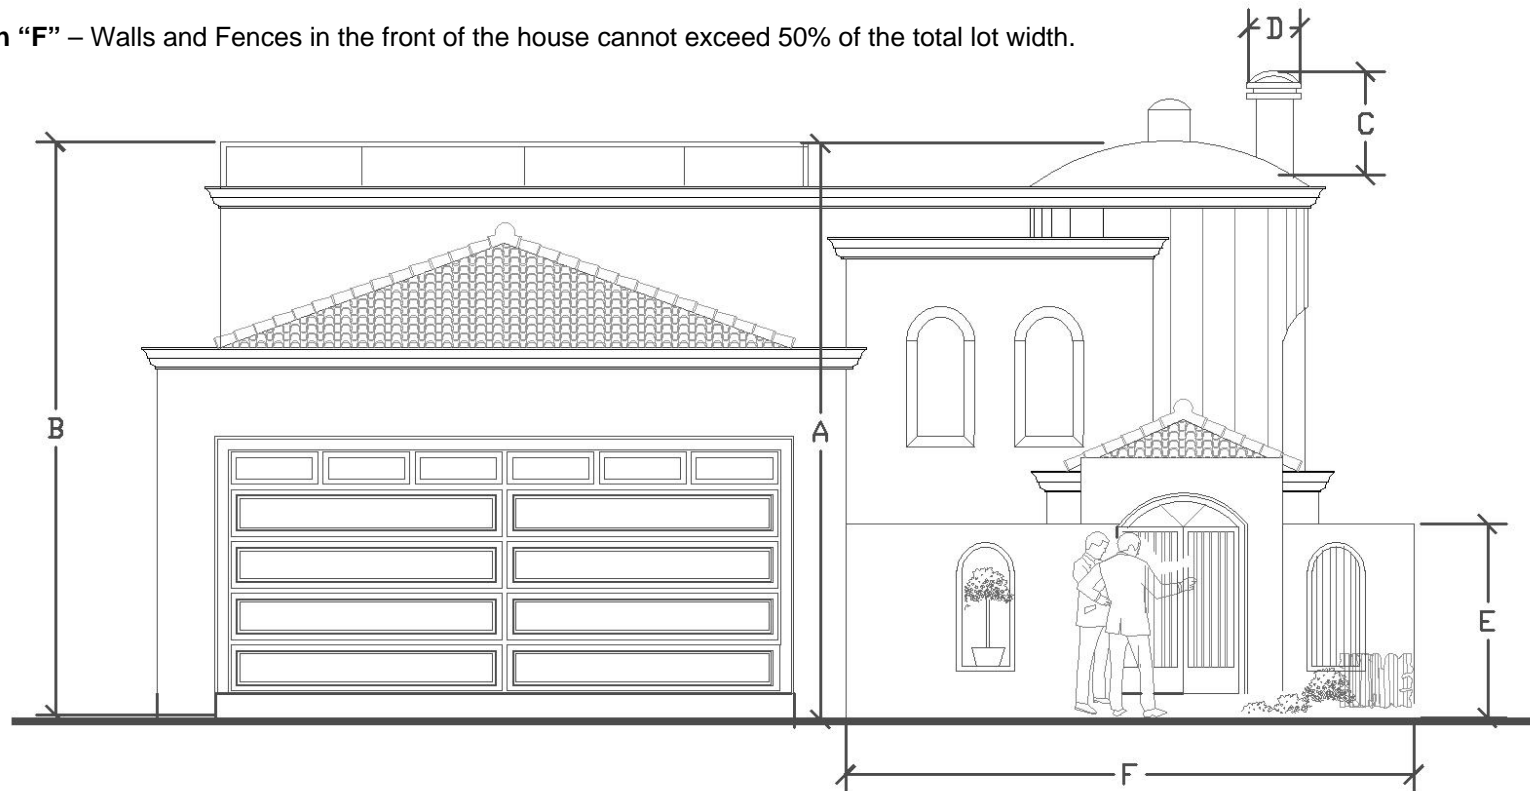 n “F” – Walls and Fences in the front of the house cannot exceed 50% of the total lot width.
D
C
B
A
E
F